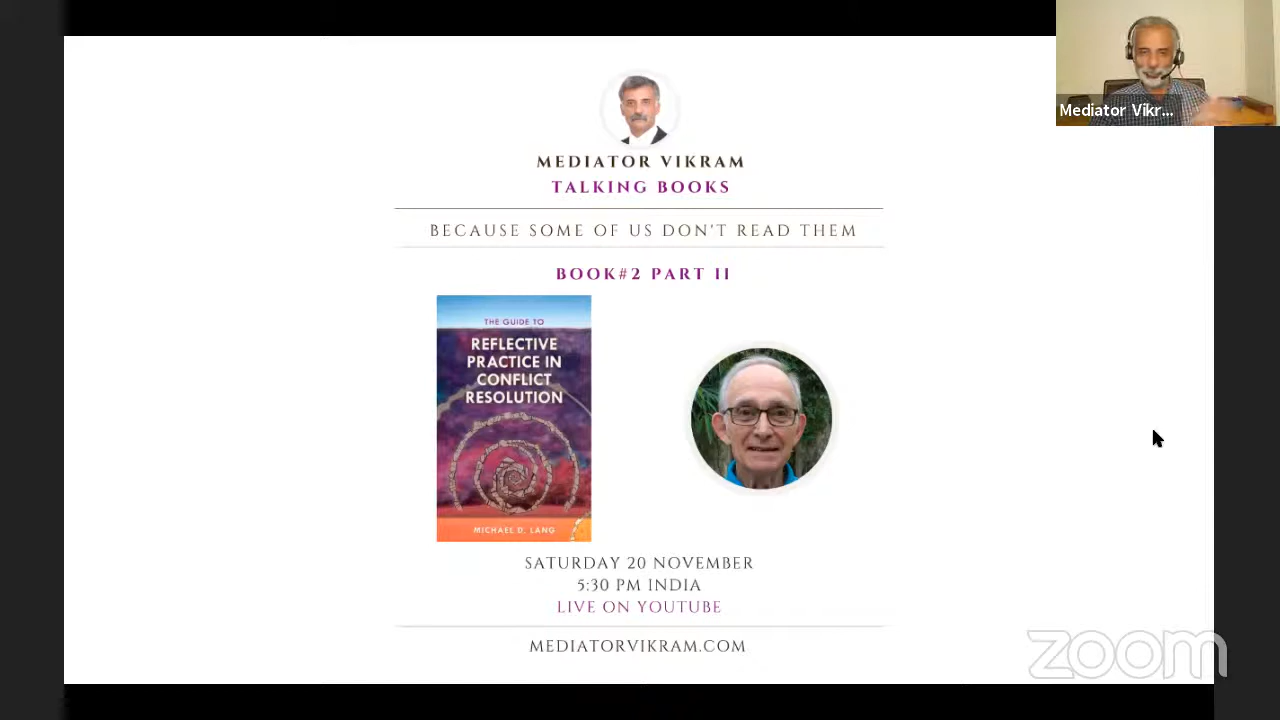 MEDIATOR VIKRAM
TALKING BOOKS
BECAUSE SOME OF US DON'T READ THEM
BOOK#2 PART II
THE GUIDE TO
REFLECTIVE
PRACTICE IN
CONFLICT
RESOLUTION
MICHAEL D. LANG
SATURDAY 20 NOVEMBER
5:30 PM INDIA
LIVE ON YOUTUBE
MEDIATORVIKRAM.COM
Mediator Vikr...
zoom